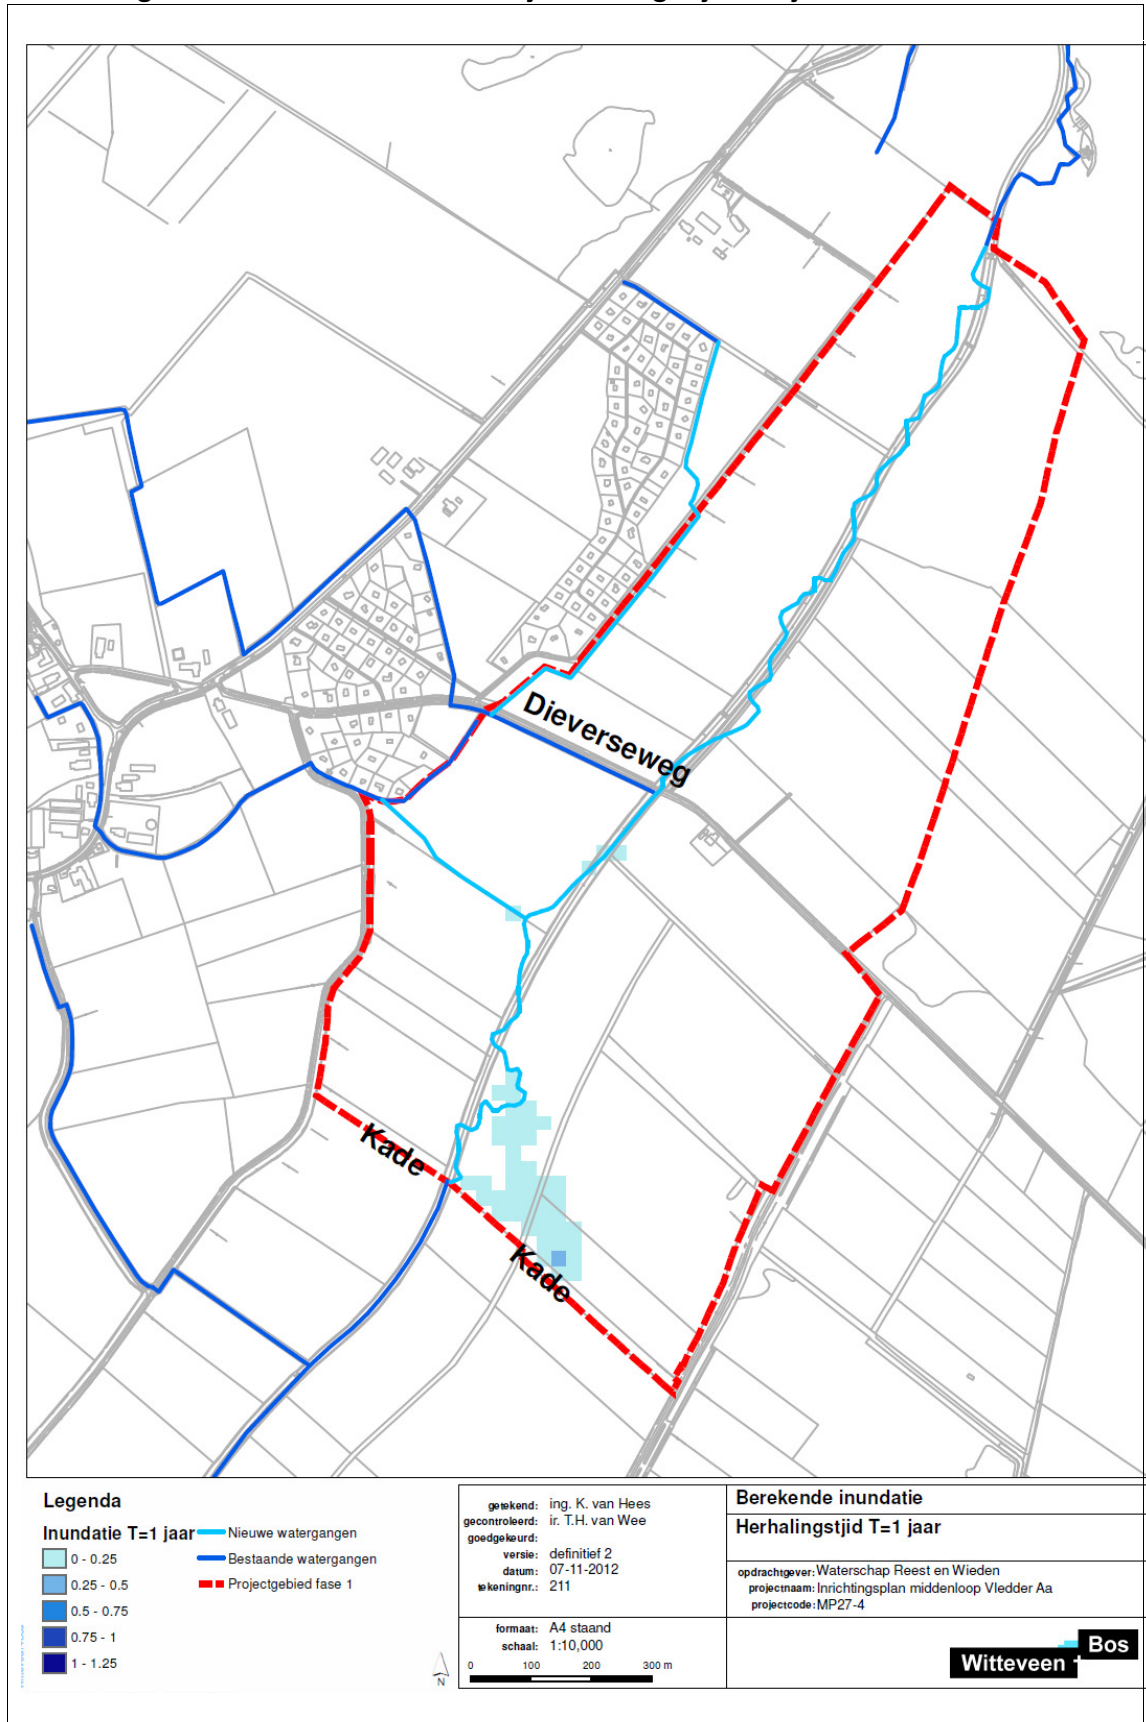 Dieverseweg
Kade
Kade
Legenda
Inundatie T=1 jaar
0 - 0.25
0.25 - 0.5
0.5 - 0.75
0.75 - 1
1 - 1.25
Nieuwe watergangen
Bestaande watergangen
Projectgebied fase 1
N
getekend: ing. K. van Hees
gecontroleerd: ir. T.H. van Wee
goedgekeurd:
versie: definitief 2
datum: 07-11-2012
tekeningnr.: 211
formaat: A4 staand
schaal: 1:10,000
0 100 200 300 m
Berekende inundatie
Herhalingstijd T=1 jaar
opdrachtgever: Waterschap Reest en Wieden
projectnaam: Inrichtingsplan middenloop Vledder Aa
projectcode: MP27-4
Witteveen +
Bos